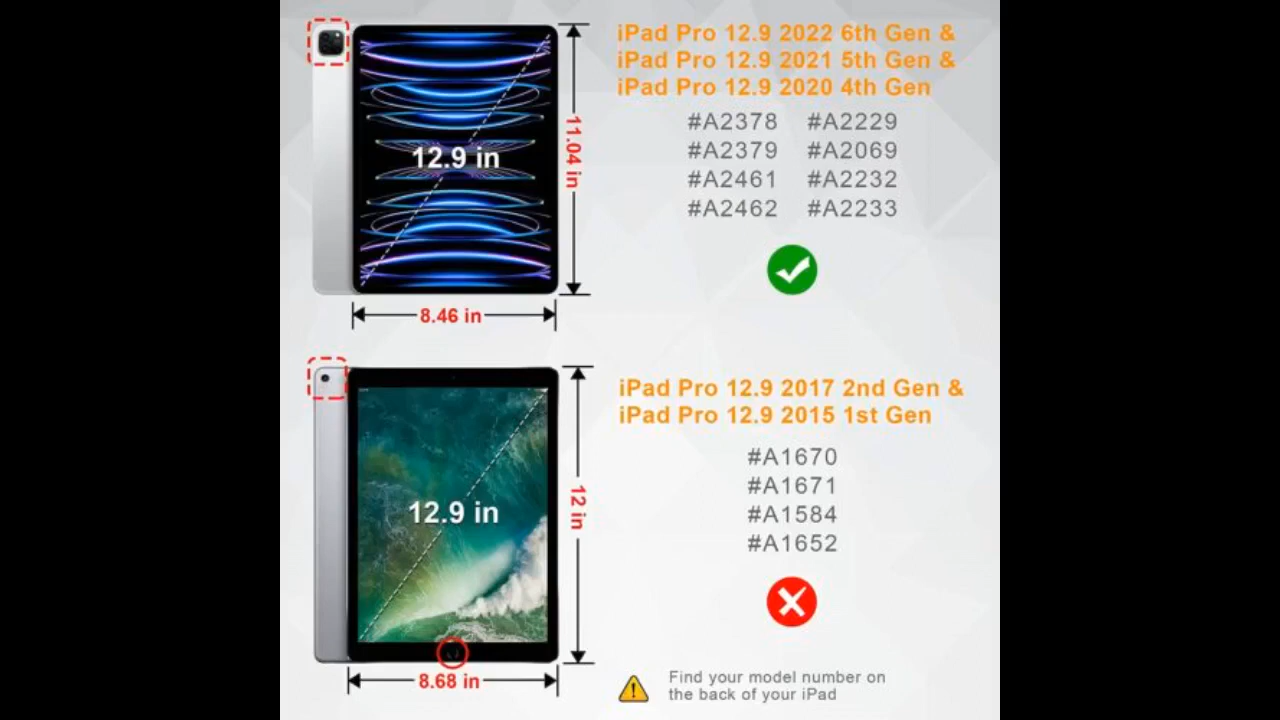 iPad Pro 12.9 2022 6th Gen &
iPad Pro 12.9 2021 5th Gen &
iPad Pro 12.9 2020 4th Gen
#A2378 #A2229
#A2379 #A2069
#A2461 #A2232
#A2462 #A2233
12.9 in
11.04 in
8.46 in
iPad Pro 12.9 2017 2nd Gen &
iPad Pro 12.9 2015 1st Gen
#A1670
#A1671
#A1584
#A1652
12.9 in
12 in
8.68 in
Find your model number on
the back of your iPad